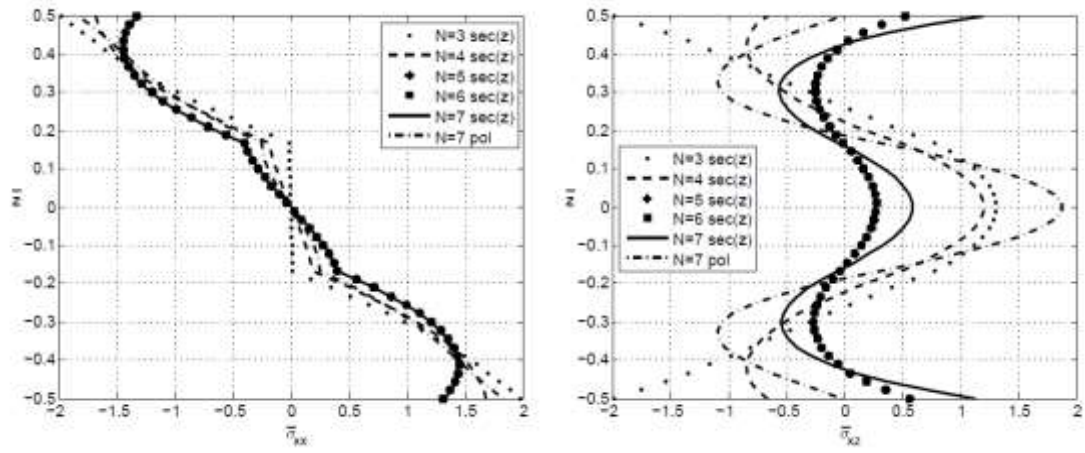 0.5
0.4
0.3
0.2
0.1
0
−0.1
−0.2
−0.3
−0.4
−0.5
z̄
−2
−1.5
−1
−0.5
0
0.5
1
1.5
2
σ̄xx
N=3 sec(z)
N=4 sec(z)
N=5 sec(z)
N=6 sec(z)
N=7 sec(z)
N=7 pol
0.5
0.4
0.3
0.2
0.1
0
−0.1
−0.2
−0.3
−0.4
−0.5
z̄
−2
−1.5
−1
−0.5
0
0.5
1
1.5
2
σ̄xz
N=3 sec(z)
N=4 sec(z)
N=5 sec(z)
N=6 sec(z)
N=7 sec(z)
N=7 pol